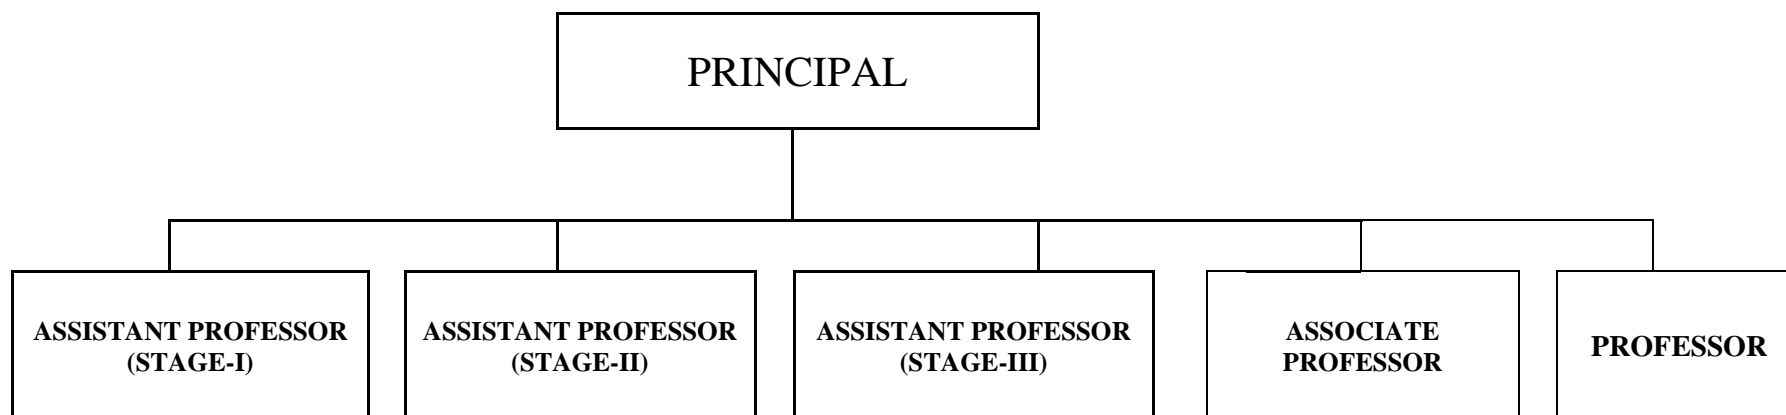 PRINCIPAL
ASSISTANT PROFESSOR
(STAGE-I)
ASSISTANT PROFESSOR
(STAGE-II)
ASSISTANT PROFESSOR
(STAGE-III)
ASSOCIATE
PROFESSOR
PROFESSOR